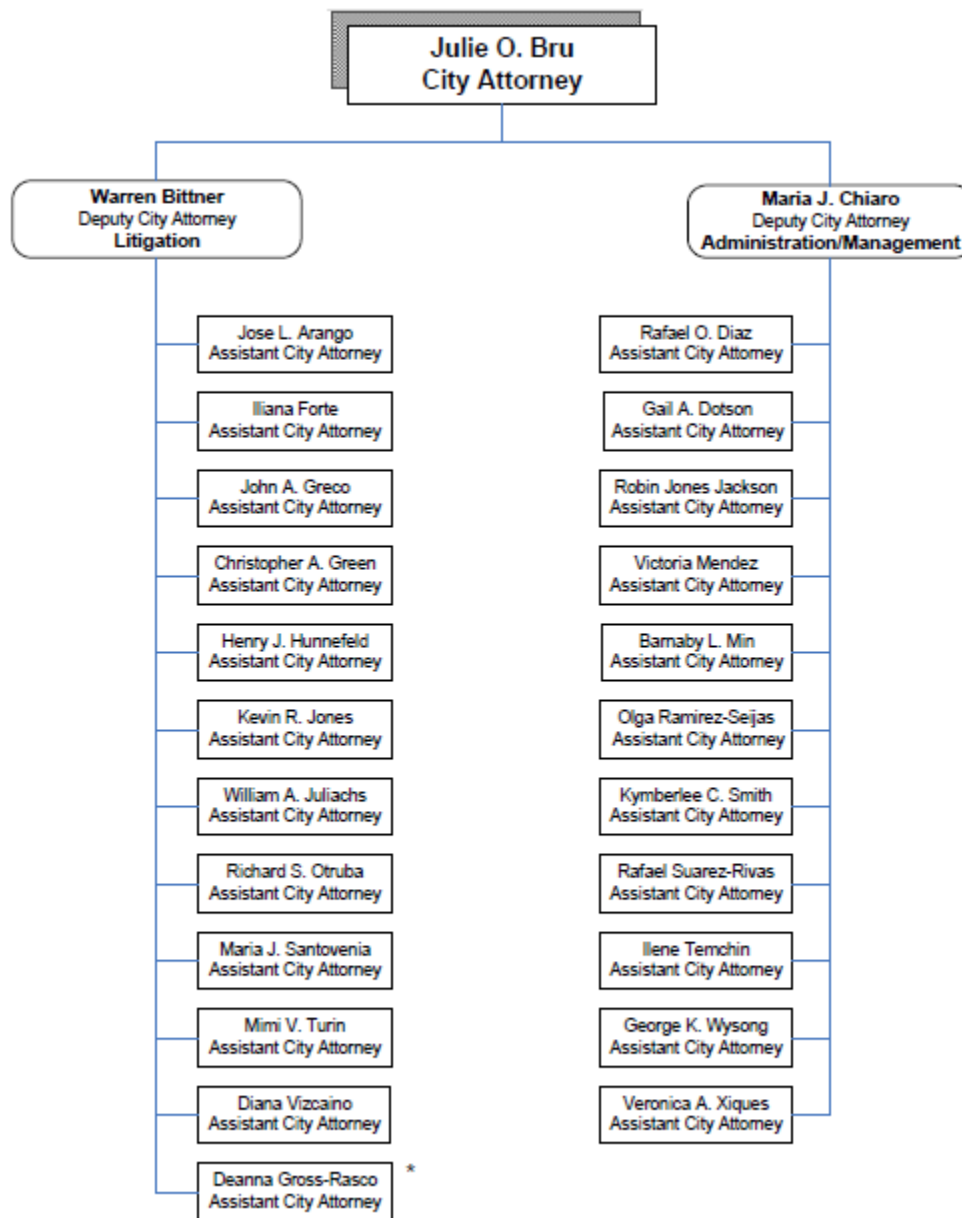 Julie O. Bru
City Attorney
Warren Bittner
Deputy City Attorney
Litigation
Maria J. Chiaro
Deputy City Attorney
Administration/Management
Jose L. Arango
Assistant City Attorney
Iliana Forte
Assistant City Attorney
John A. Greco
Assistant City Attorney
Christopher A. Green
Assistant City Attorney
Henry J. Hunnefeld
Assistant City Attorney
Kevin R. Jones
Assistant City Attorney
William A. Juliachs
Assistant City Attorney
Richard S. Otruba
Assistant City Attorney
Maria J. Santovenia
Assistant City Attorney
Mimi V. Turin
Assistant City Attorney
Diana Vizcaino
Assistant City Attorney
Deanna Gross-Rasco *
Assistant City Attorney
Rafael O. Diaz
Assistant City Attorney
Gail A. Dotson
Assistant City Attorney
Robin Jones Jackson
Assistant City Attorney
Victoria Mendez
Assistant City Attorney
Barnaby L. Min
Assistant City Attorney
Olga Ramirez-Seijas
Assistant City Attorney
Kymberlee C. Smith
Assistant City Attorney
Rafael Suarez-Rivas
Assistant City Attorney
Ilene Temchin
Assistant City Attorney
George K. Wysong
Assistant City Attorney
Veronica A. Xiques
Assistant City Attorney